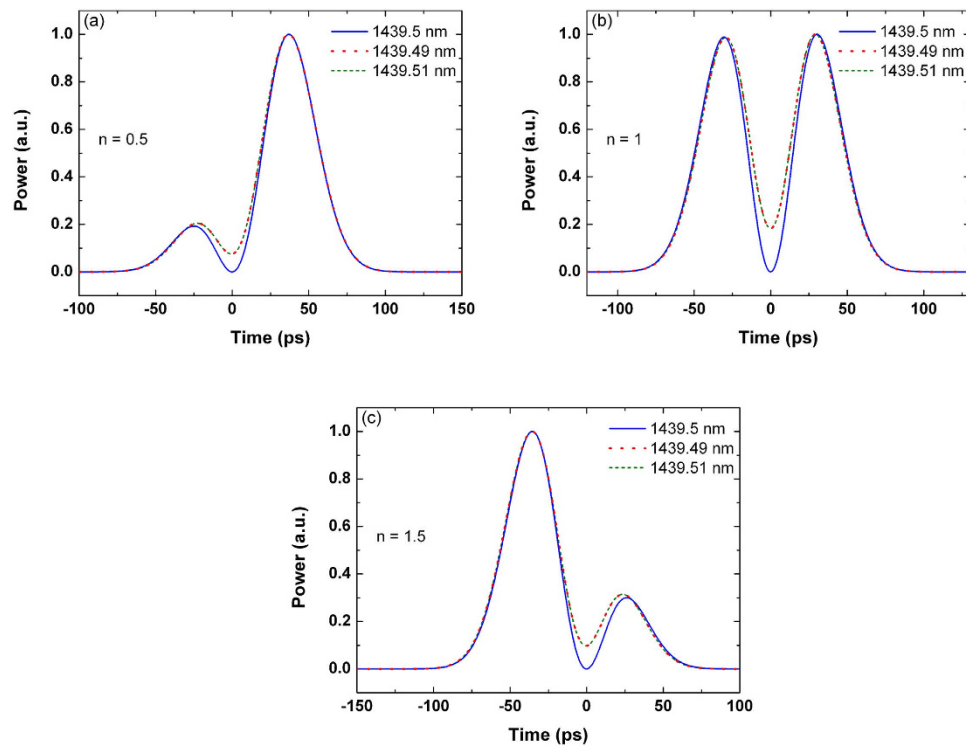 (a)
1439.5 nm
1439.49 nm
1439.51 nm
n = 0.5
Power (a.u.)
1.0
0.8
0.6
0.4
0.2
0.0
-100 -50 0 50 100 150
Time (ps)
(b)
1439.5 nm
1439.49 nm
1439.51 nm
n = 1
Power (a.u.)
1.0
0.8
0.6
0.4
0.2
0.0
-100 -50 0 50 100
Time (ps)
(c)
1439.5 nm
1439.49 nm
1439.51 nm
n = 1.5
Power (a.u.)
1.0
0.8
0.6
0.4
0.2
0.0
-150 -100 -50 0 50 100
Time (ps)